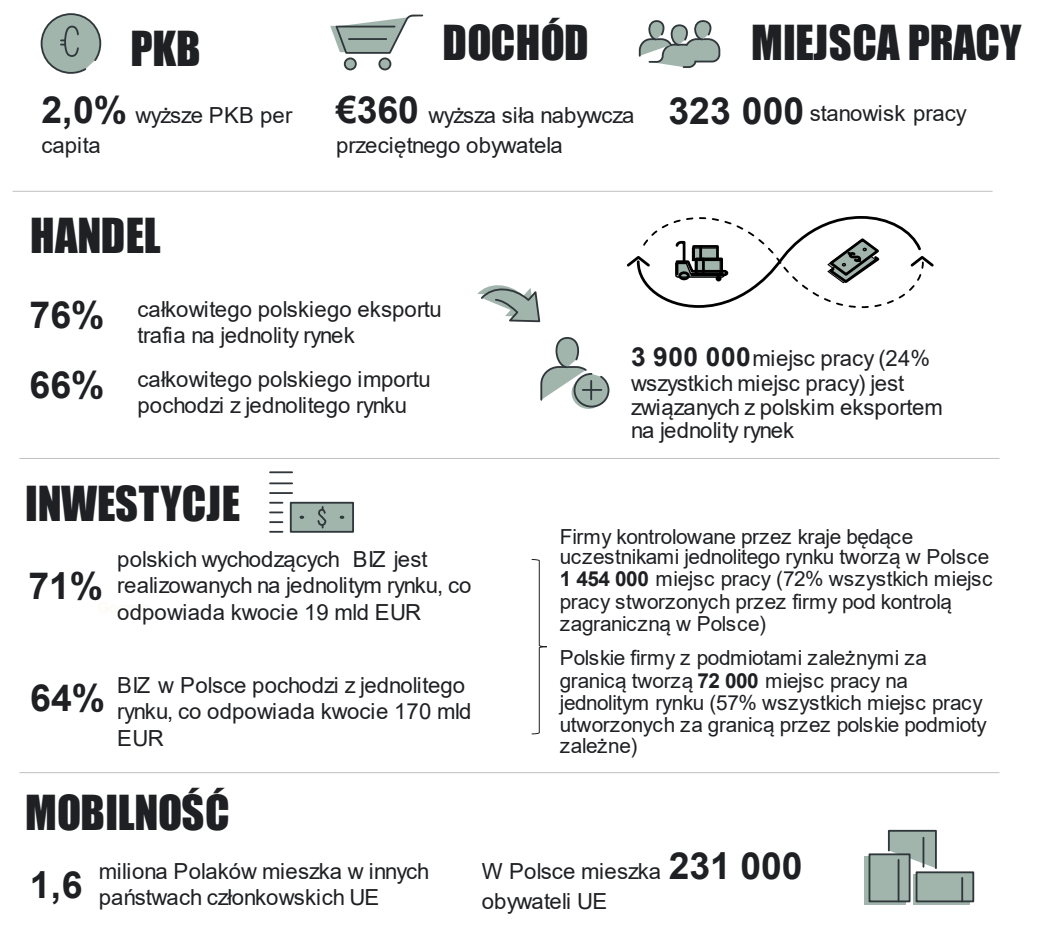 PKB
2,0% wyższe PKB per
capita
DOCHÓD
€360 wyższa siła nabywcza
przeciętnego obywatela
MIEJSCA PRACY
323 000 stanowisk pracy
HANDEL
76% całkowitego polskiego eksportu
trafia na jednolity rynek
66% całkowitego polskiego importu
pochodzi z jednolitego rynku
3 900 000 miejsc pracy (24%
wszystkich miejsc pracy) jest
związanych z polskim eksportem
na jednolity rynek
INWESTYCJE
$
71% polskich wychodzących BIZ jest
realizowanych na jednolitym rynku, co
odpowiada kwocie 19 mld EUR
64% BIZ w Polsce pochodzi z jednolitego
rynku, co odpowiada kwocie 170 mld
EUR
Firmy kontrolowane przez kraje będące
uczestnikami jednolitego rynku tworzą w Polsce
1 454 000 miejsc pracy (72% wszystkich miejsc
pracy stworzonych przez firmy pod kontrolą
zagraniczną w Polsce)
Polskie firmy z podmiotami zależnymi za
granicą tworzą 72 000 miejsc pracy na
jednolitym rynku (57% wszystkich miejsc pracy
utworzonych za granicą przez polskie podmioty
zależne)
MOBILNOŚĆ
1,6 miliona Polaków mieszka w innych
państwach członkowskich UE
W Polsce mieszka 231 000
obywateli UE